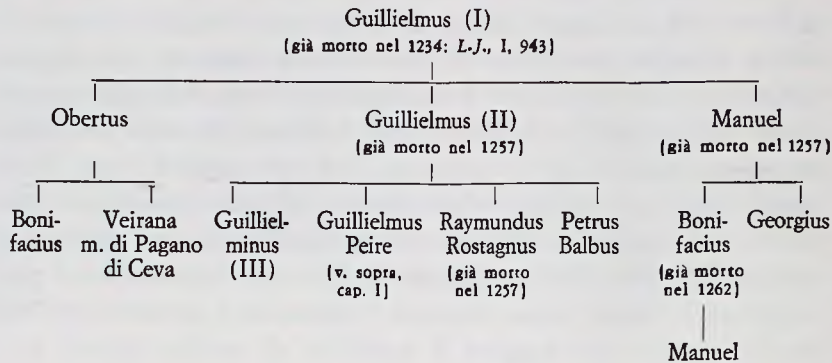 Guillielmus (I)
(già morto nel 1234: L.J., I, 943)
Obertus
Guillielmus (II)
(già morto nel 1257)
Manuel
(già morto nel 1257)
Boni-
facius
Veirana
m. di Pagano
di Ceva
Guilliel-
minus
(III)
Guillielmus
Peire
(v. sopra,
cap. I)
Raymundus
Rostagnus
(già morto
nel 1257)
Petrus
Balbus
Boni-
facius
(già morto
nel 1262)
Georgius
Manuel